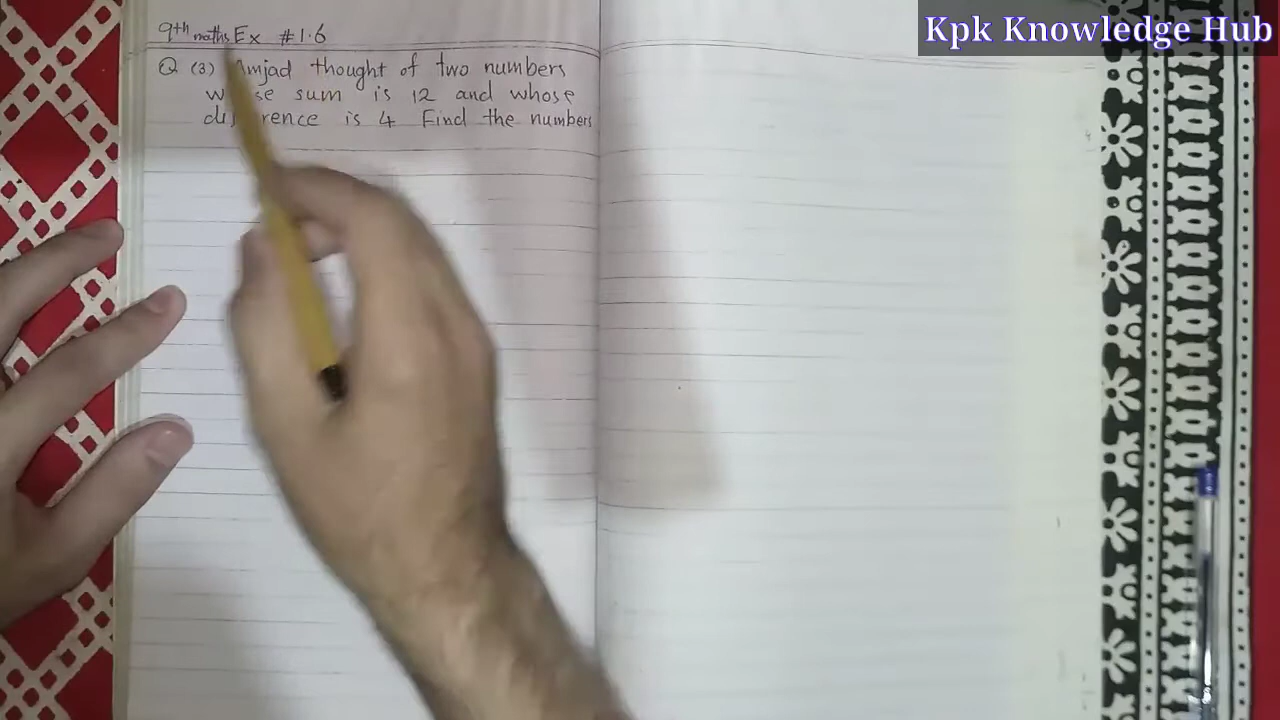 Kpk Knowledge Hub
9th maths Ex #1.6
Q (3) Amjad thought of two numbers
sum is 12 and whose
is 4 Find the numbers